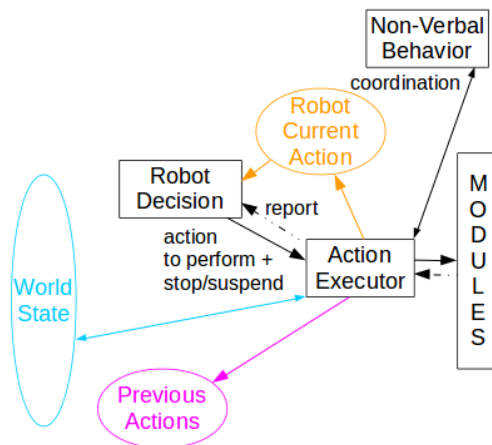 Non-Verbal
Behavior
coordination
Robot
Current
Action
Robot
Decision
report
action
to perform +
stop/suspend
Action
Executor
M
O
D
U
L
E
S
World
State
Previous
Actions